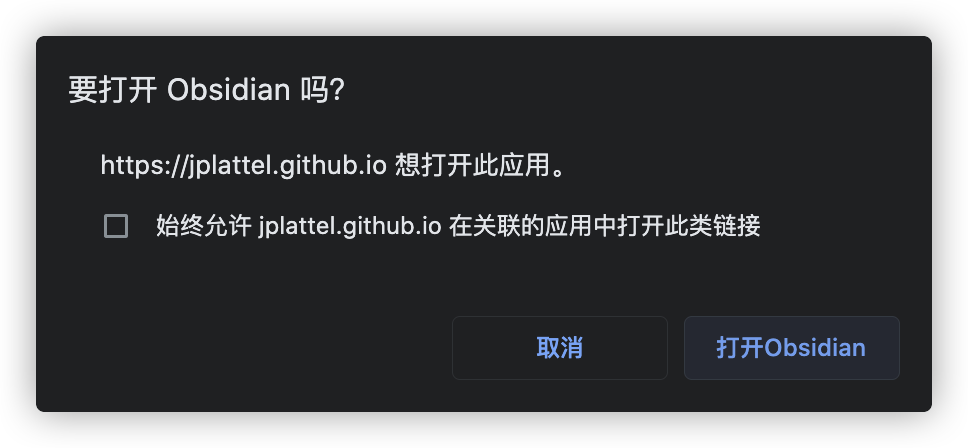 要打开 Obsidian 吗?
https://jplattel.github.io 想打开此应用。
始终允许 jplattel.github.io 在关联的应用中打开此类链接
取消
打开Obsidian